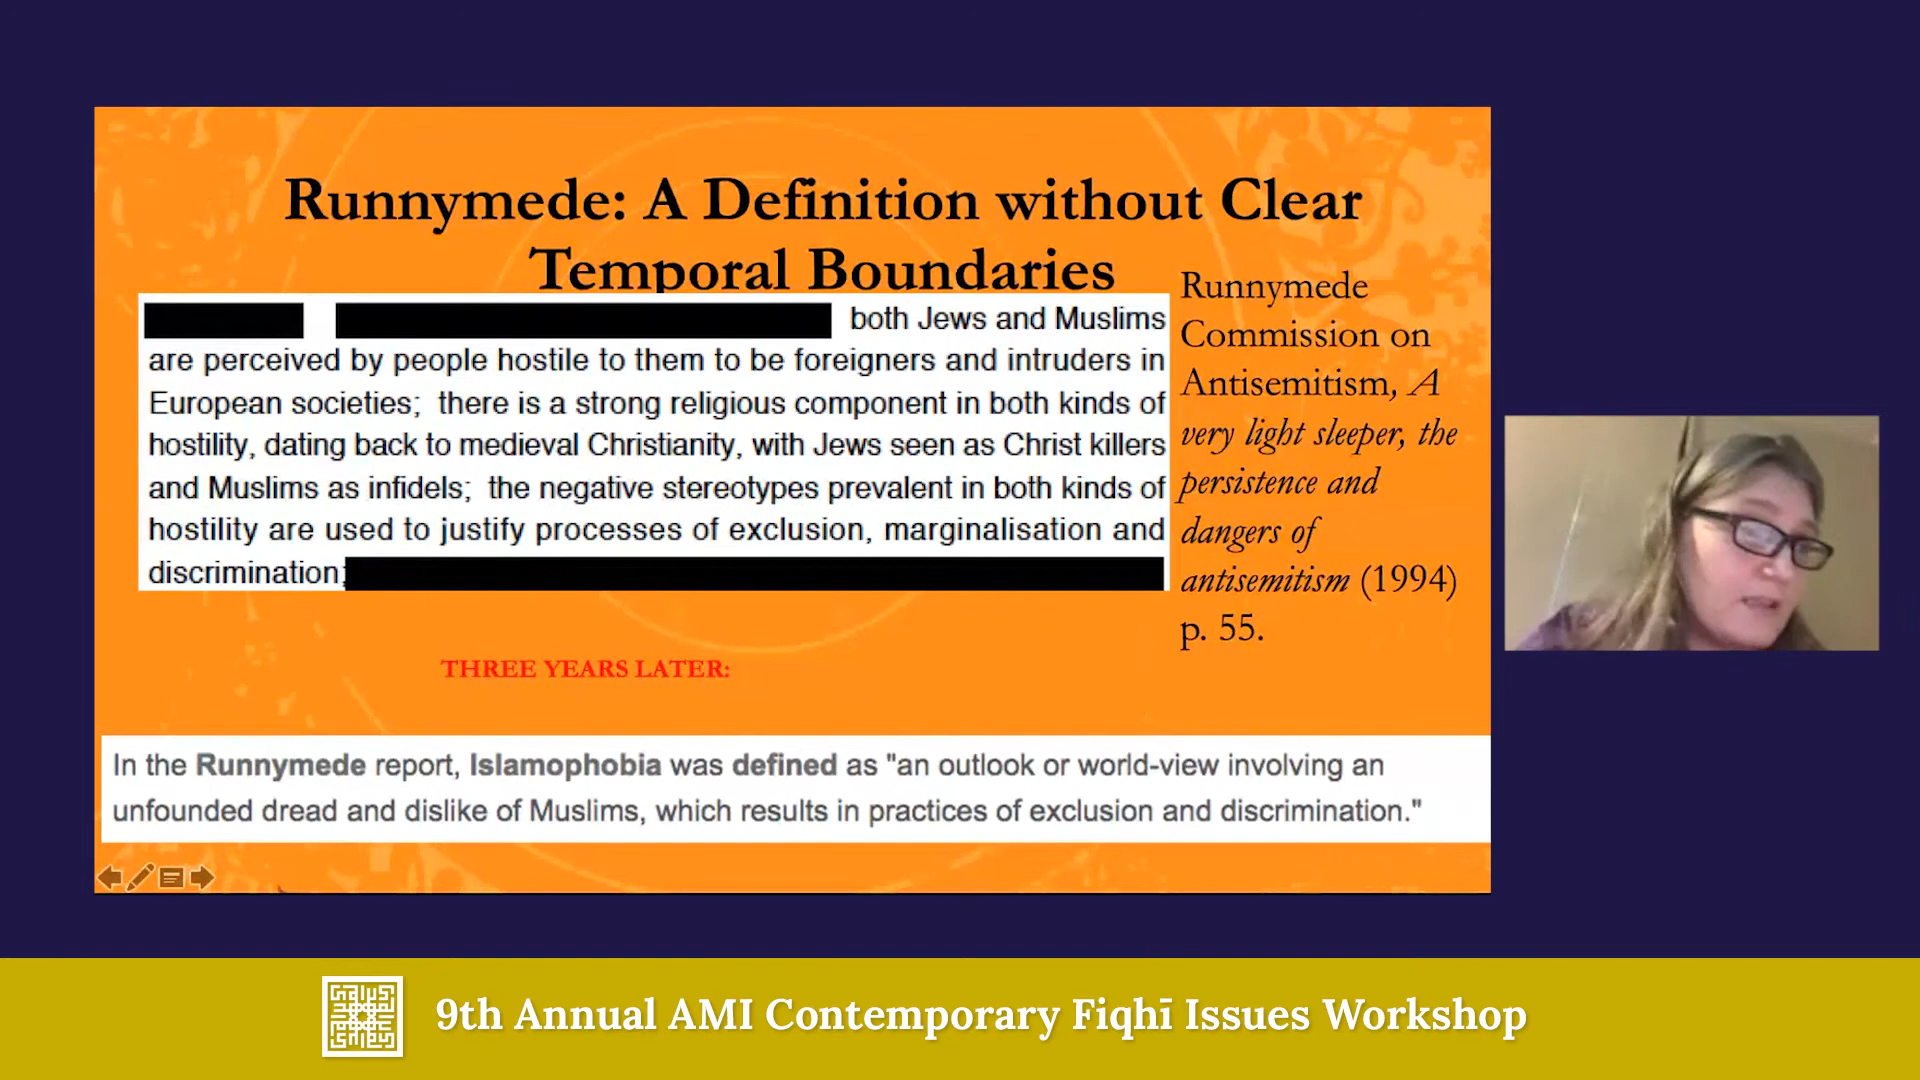 Runnymede: A Definition without Clear
Temporal Boundaries
both Jews and Muslims
are perceived by people hostile to them to be foreigners and intruders in
European societies; there is a strong religious component in both kinds of
hostility, dating back to medieval Christianity, with Jews seen as Christ killers
and Muslims as infidels; the negative stereotypes prevalent in both kinds of
hostility are used to justify processes of exclusion, marginalisation and
discrimination;
Runnymede
Commission on
Antisemitism, A
very light sleeper, the
persistence and
dangers of
antisemitism (1994)
p. 55.
THREE YEARS LATER:
In the Runnymede report, Islamophobia was defined as "an outlook or world-view involving an
unfounded dread and dislike of Muslims, which results in practices of exclusion and discrimination."
9th Annual AMI Contemporary Fiqhī Issues Workshop